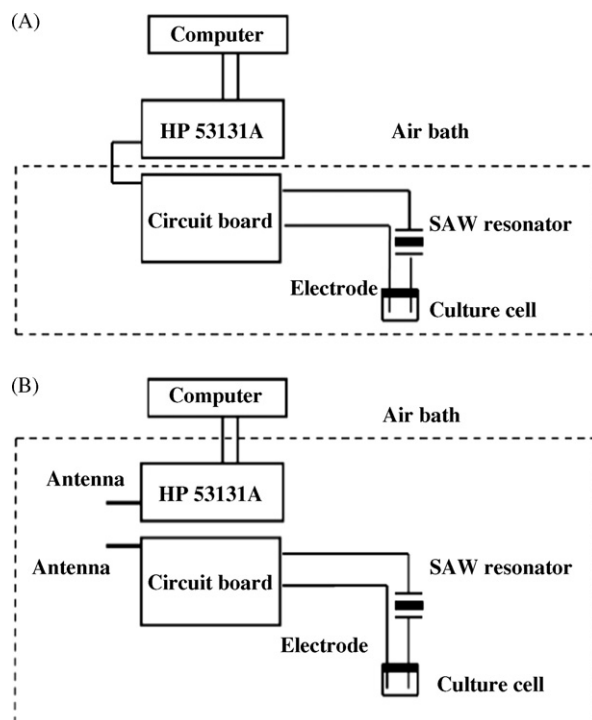 (A)
Computer
HP 53131A
Air bath
Circuit board
SAW resonator
Electrode
Culture cell
(B)
Computer
Air bath
Antenna
HP 53131A
Antenna
Circuit board
SAW resonator
Electrode
Culture cell